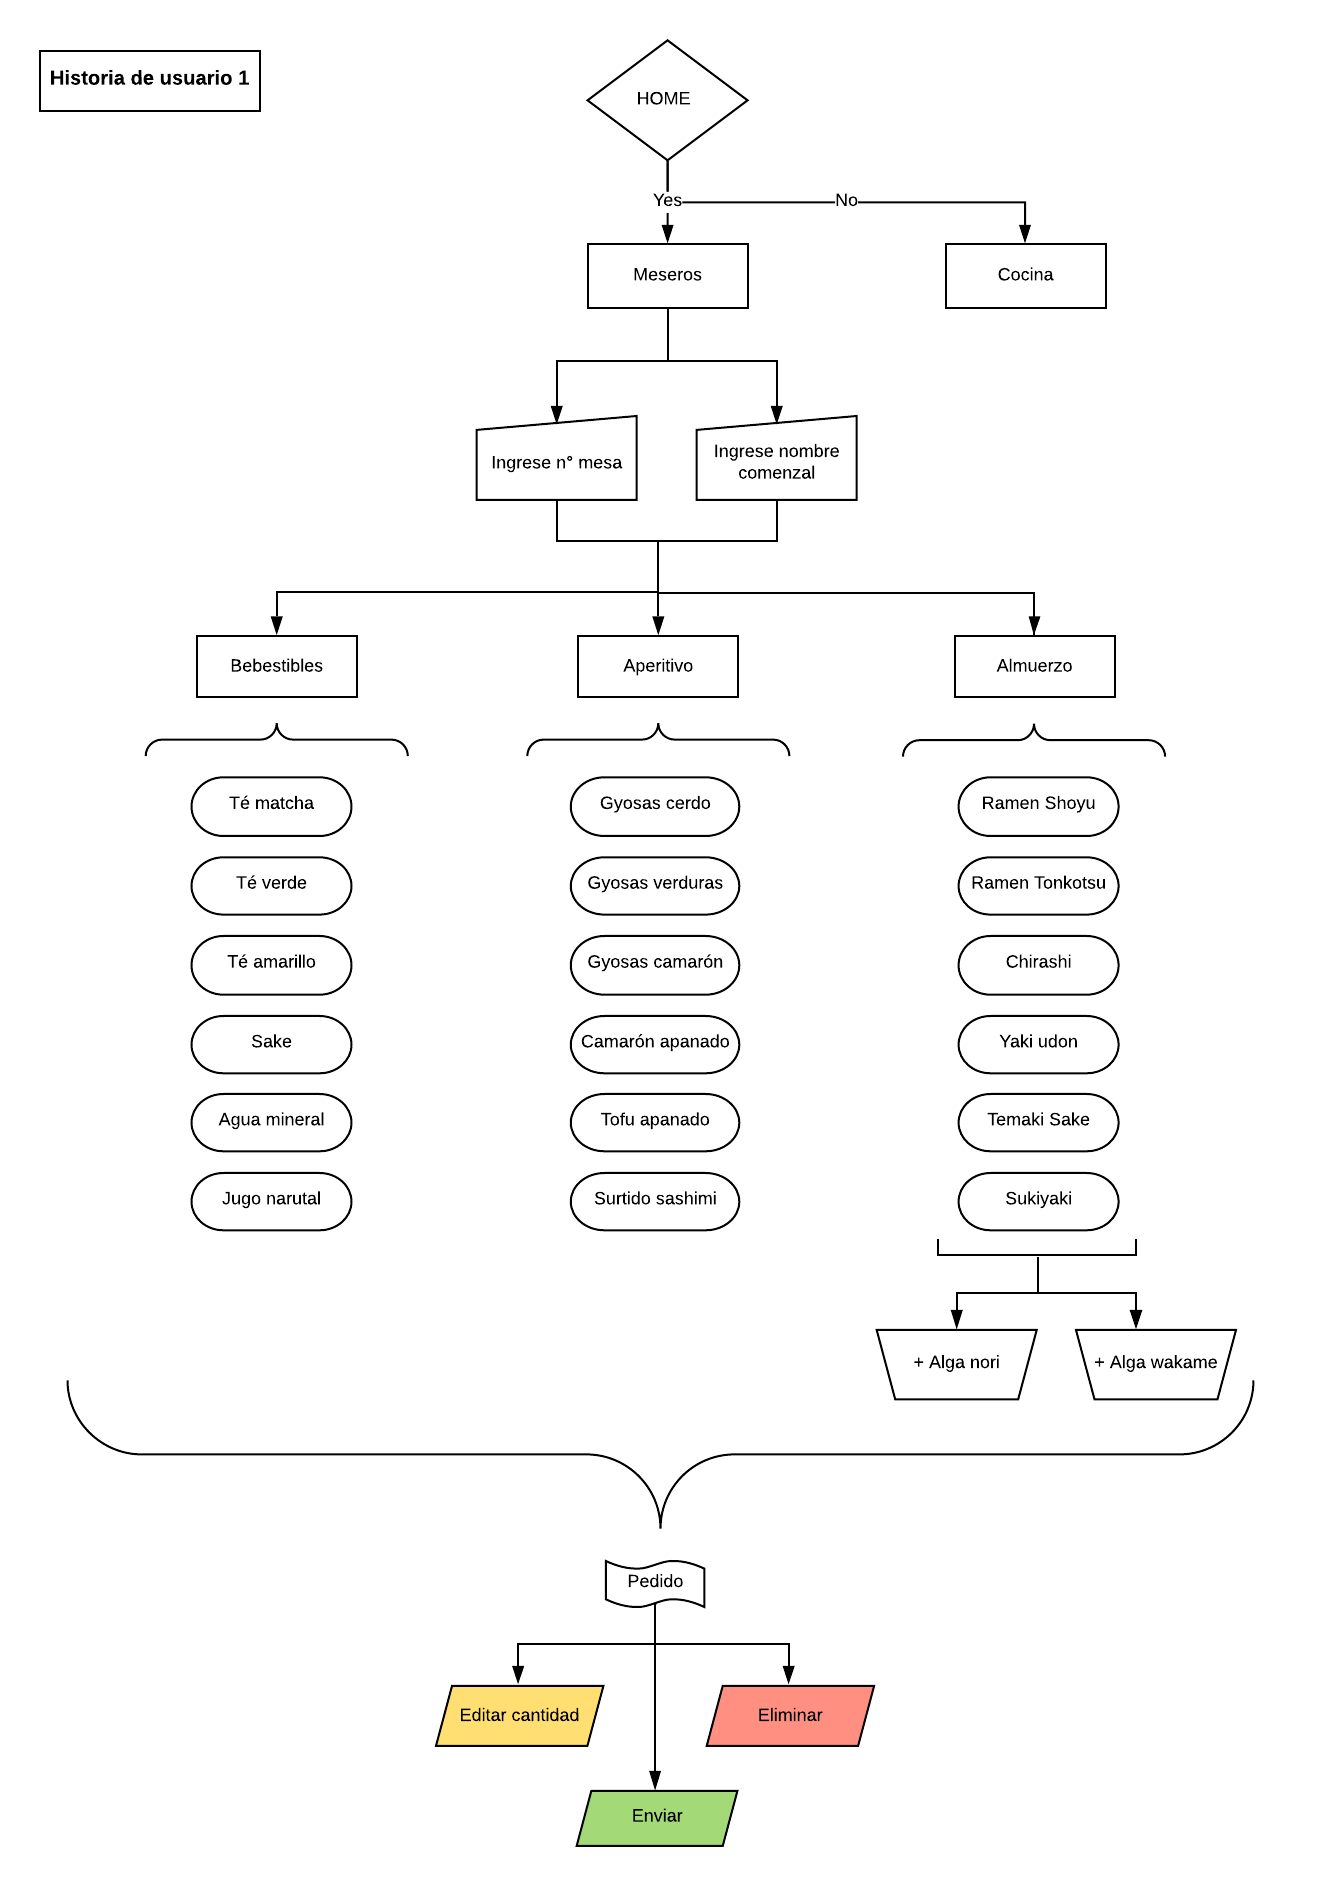 Historia de usuario 1
HOME
Yes
No
Meseros
Cocina
Ingrese n° mesa
Ingrese nombre
comenzal
Bebestibles
Aperitivo
Almuerzo
Té matcha
Gyosas cerdo
Ramen Shoyu
Té verde
Gyosas verduras
Ramen Tonkotsu
Té amarillo
Gyosas camarón
Chirashi
Sake
Camarón apanado
Yaki udon
Agua mineral
Tofu apanado
Temaki Sake
Jugo narutal
Surtido sashimi
Sukiyaki
+ Alga nori
+ Alga wakame
Pedido
Editar cantidad
Eliminar
Enviar